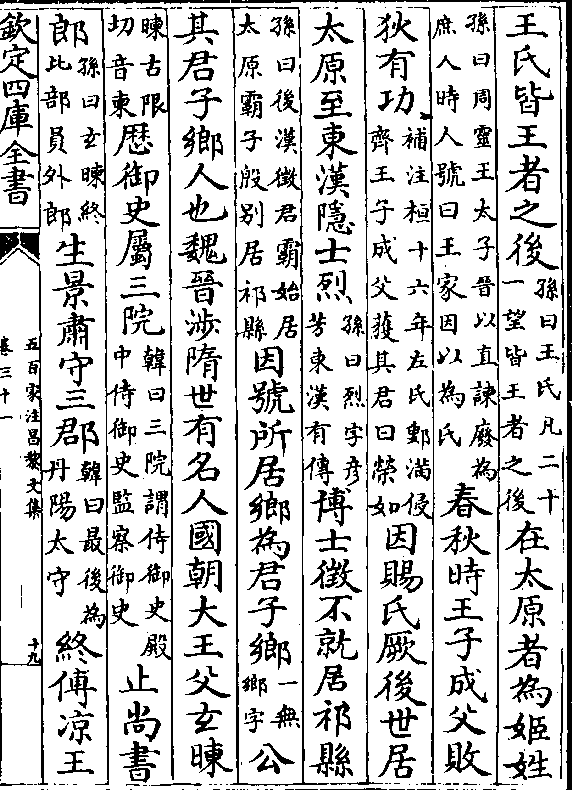 王氏皆王者之後孫曰王氏凡二十一望皆王者之後在太原者為姬姓
孫曰周靈王太子晉以直諫廢為庶人時人號曰王家因以為氏春秋時王子成父敗
狄有功補注桓十六年左氏鄋滿侵齊王子成父獲其君曰榮如因賜氏厥後世居
太原至東漢隱士烈孫曰烈字彦芳東漢有傳博士徵不就居祁縣
孫曰後漢徵君霸始居太原霸子殷别居祁縣因號所居鄉為君子鄉一無鄉字公
其君子鄉人也魏晉涉隋世有名人國朝大王父玄暕
暕古限切音東歴御史屬三院韓曰三院謂侍御史殿中侍御史監察御史止尚書
郎孫曰玄暕終比部員外郎生景肅守三郡韓曰最後為丹陽太守終傅凉王
欽定四庫全書
五百家注昌黎文集
卷三十一
十九